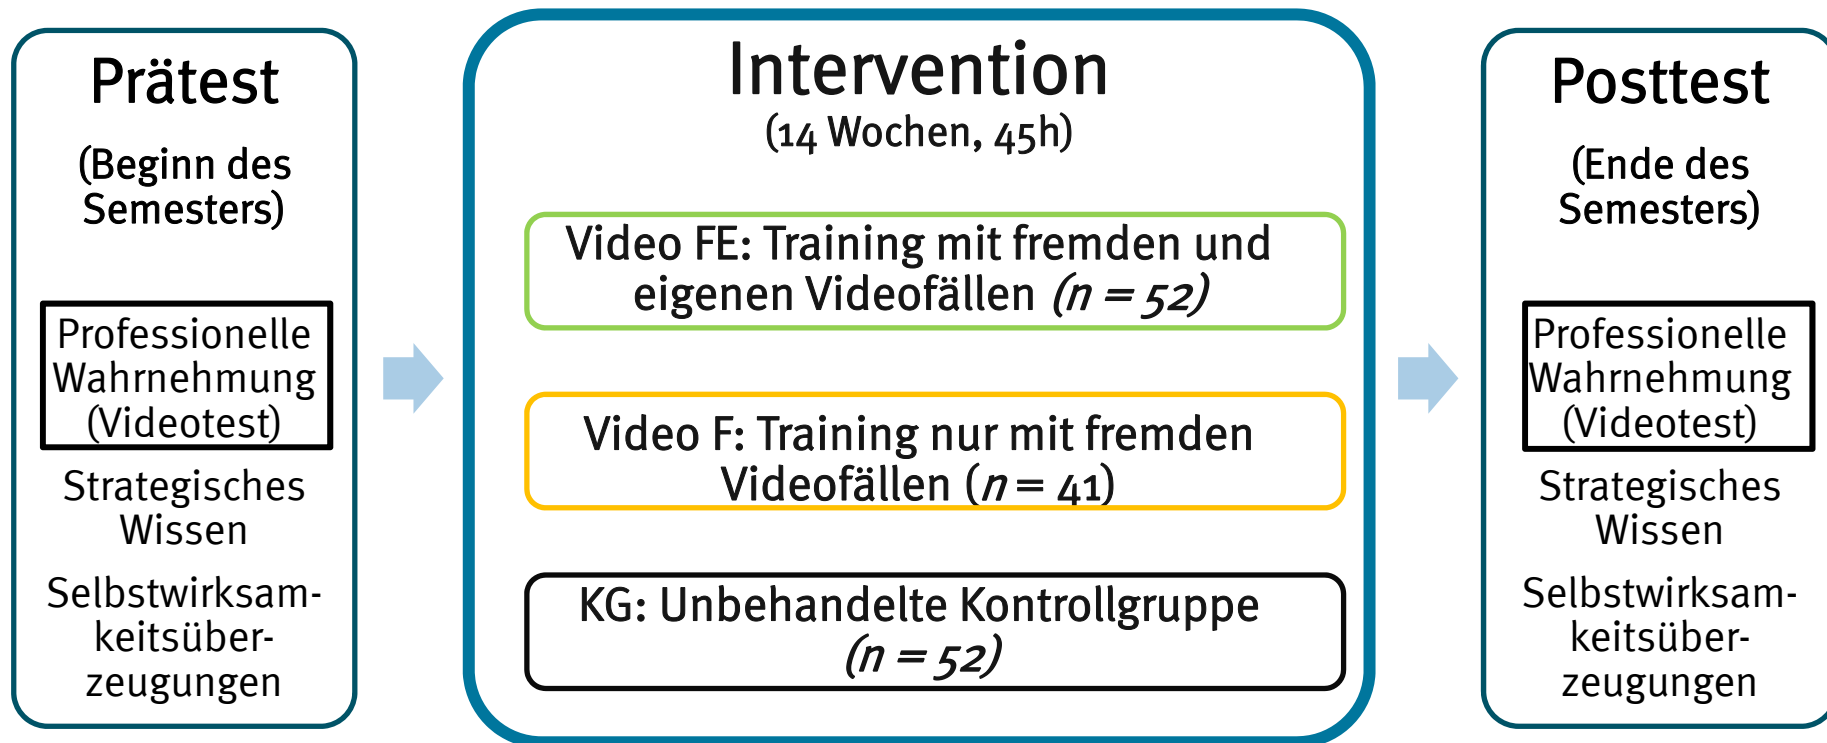 Prätest
(Beginn des
Semesters)
Professionelle
Wahrnehmung
(Videotest)
Strategisches
Wissen
Selbstwirksam-
keitsüber-
zeugungen
Intervention
(14 Wochen, 45h)
Video FE: Training mit fremden und
eigenen Videofällen (n = 52)
Video F: Training nur mit fremden
Videofällen (n = 41)
KG: Unbehandelte Kontrollgruppe
(n = 52)
Posttest
(Ende des
Semesters)
Professionelle
Wahrnehmung
(Videotest)
Strategisches
Wissen
Selbstwirksam-
keitsüber-
zeugungen